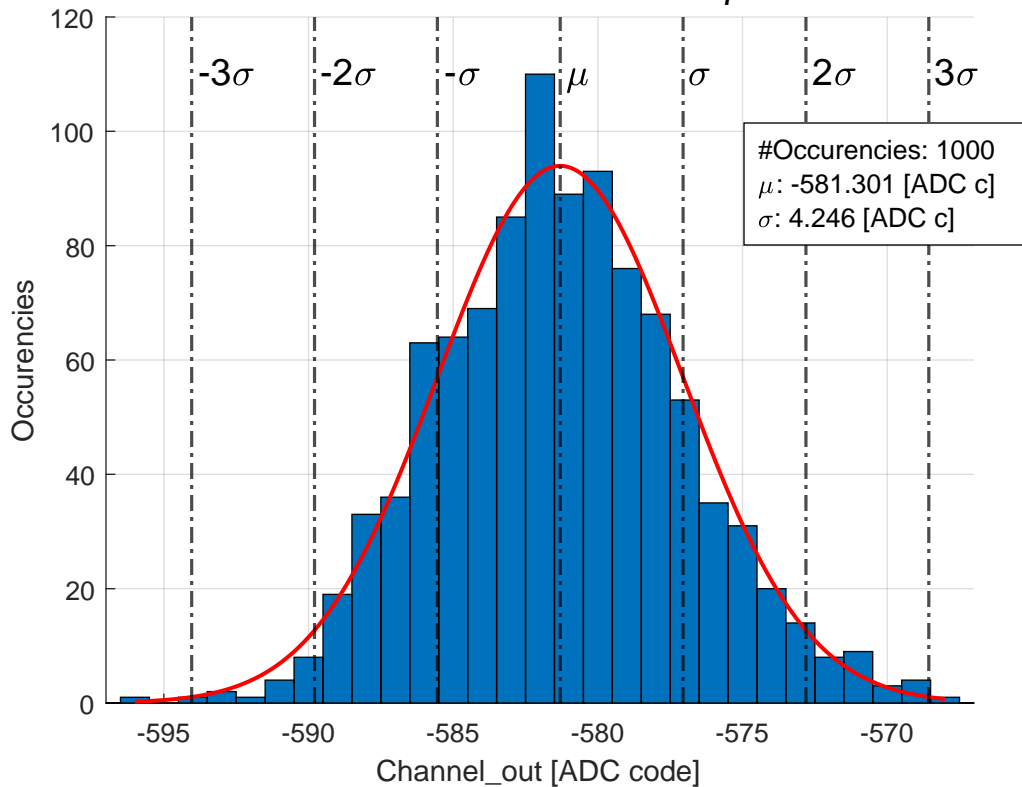 120
100
80
60
40
20
0
-3σ
-2σ
-σ
μ
σ
2σ
3σ
#Occurencies: 1000
μ: -581.301 [ADC c]
σ: 4.246 [ADC c]
Occurencies
-595
-590
-585
-580
-575
-570
Channel_out [ADC code]